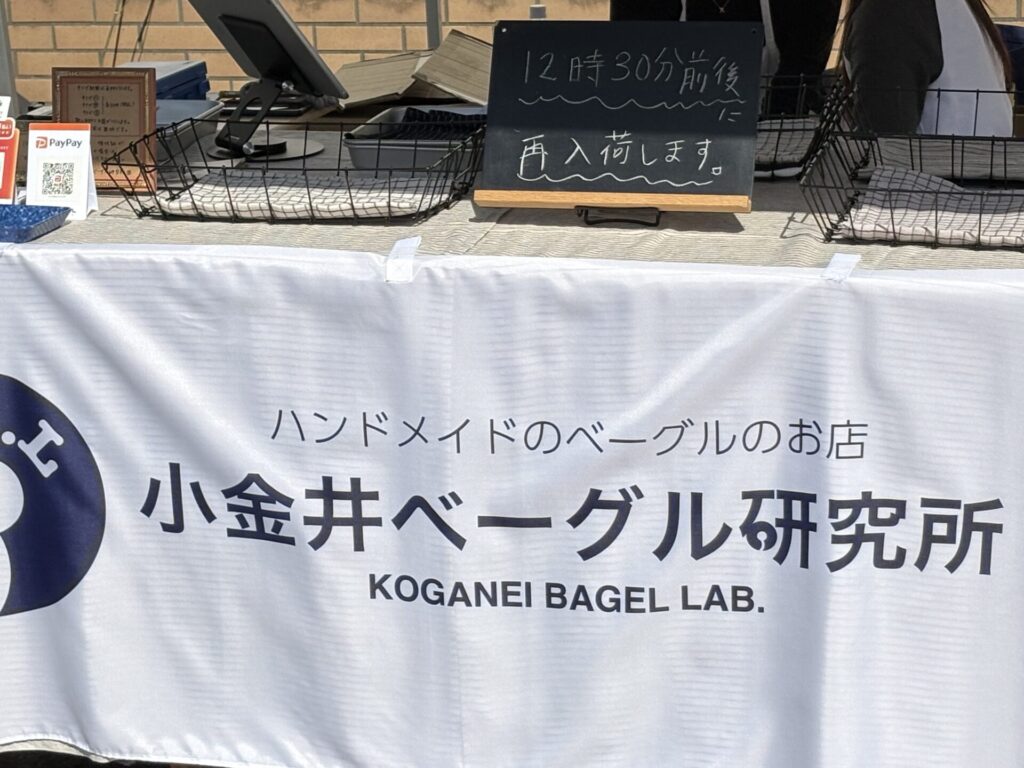 12時30分前後
に
再入荷します。
PayPay
ハンドメイドのベーグルのお店
小金井ベーグル研究所
KOGANEI BAGEL LAB.